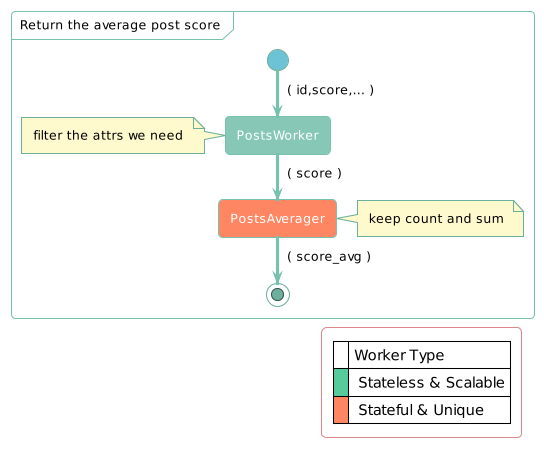 Return the average post score
( id,score,... )
filter the attrs we need
PostsWorker
( score )
PostsAverager
keep count and sum
( score_avg )
Worker Type
Stateless & Scalable
Stateful & Unique